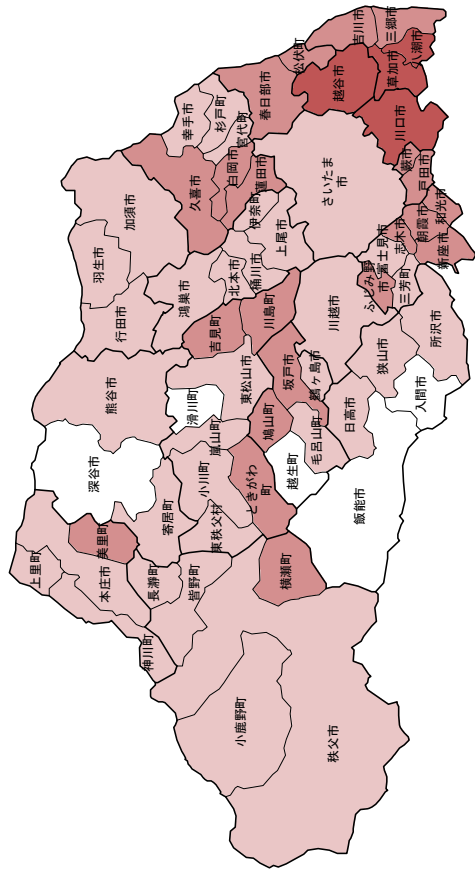 吉川市
三郷市
松伏町
八潮市
草加市
越谷市
春日部市
川口市
幸手市
杉戸町
宮代町
蕨市
戸田市
白岡市
蓮田市
久喜市
さいたま
市
和光市
加須市
伊奈町
朝霞市
志木市
上尾市
富士見市
新座市
羽生市
桶川市
北本市
ふじみ野
市
三芳町
鴻巣市
川島町
川越市
行田市
吉見町
所沢市
狭山市
東松山市
坂戸市
鶴ヶ島市
熊谷市
入間市
滑川町
日高市
鳩山町
嵐山町
毛呂山町
深谷市
小川町
越生町
ときがわ
町
飯能市
寄居町
東秩父村
美里町
上里町
本庄市
長瀞町
皆野町
横瀬町
神川町
小鹿野町
秩父市